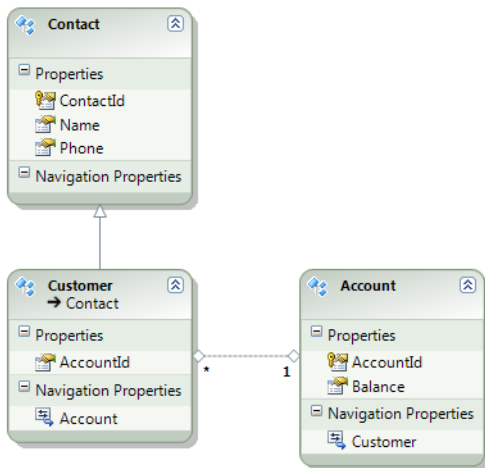 Contact
Properties
ContactId
Name
Phone
Navigation Properties
Customer
➔ Contact
Properties
AccountId
Navigation Properties
Account
* 1
Account
Properties
AccountId
Balance
Navigation Properties
Customer